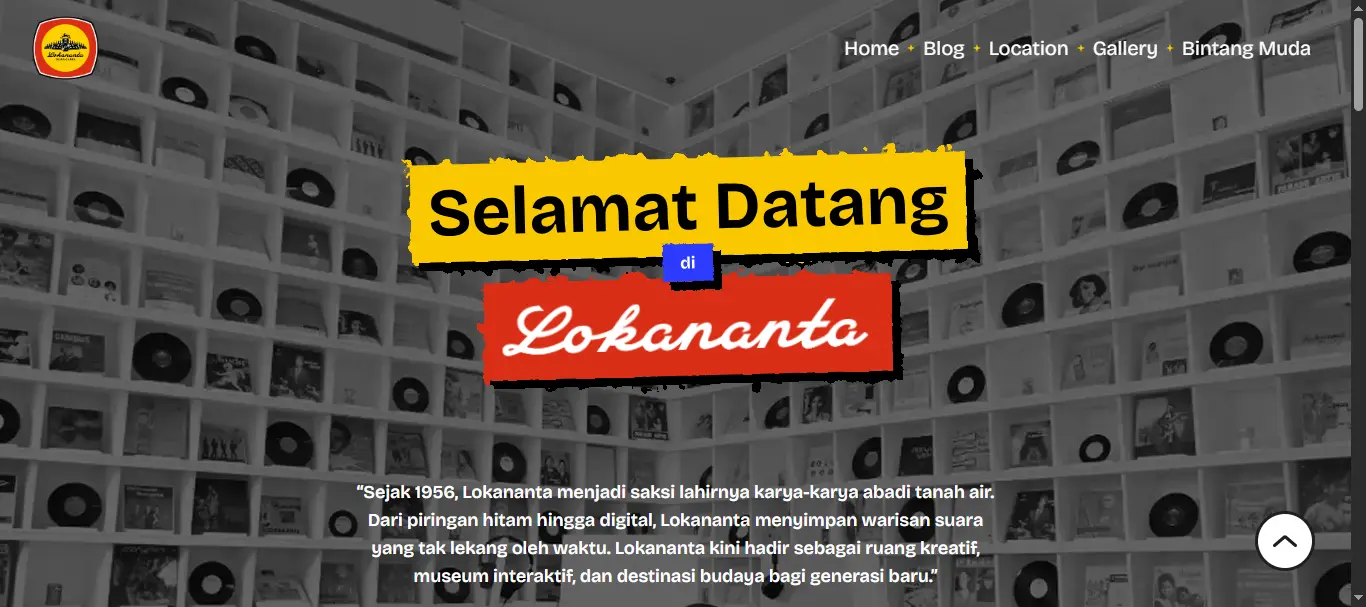 Lokananta
Home ✦ Blog ✦ Location ✦ Gallery ✦ Bintang Muda
Selamat Datang
di
Lokananta
“Sejak 1956, Lokananta menjadi saksi lahirnya karya-karya abadi tanah air.
Dari piringan hitam hingga digital, Lokananta menyimpan warisan suara
yang tak lekang oleh waktu. Lokananta kini hadir sebagai ruang kreatif,
museum interaktif, dan destinasi budaya bagi generasi baru.”